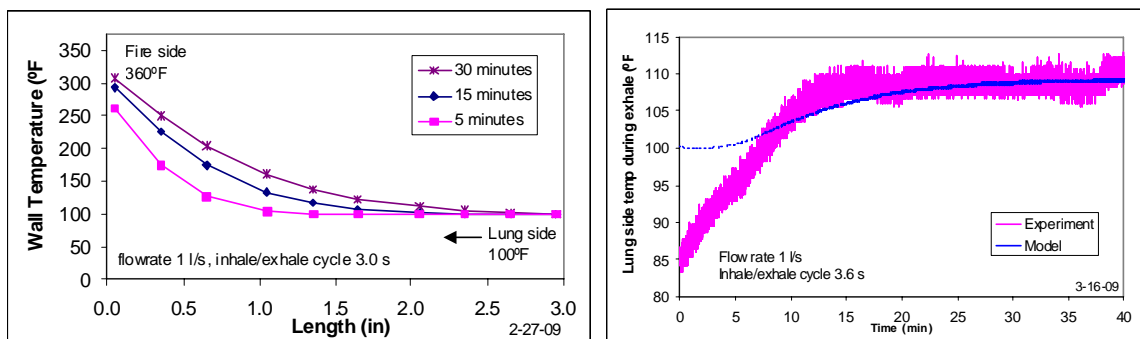 350
300
250
200
150
100
50
0
Wall Temperature (ºF
Fire side
360ºF
30 minutes
15 minutes
5 minutes
Lung side
100ºF
flowrate 1 l/s, inhale/exhale cycle 3.0 s
0.0 0.5 1.0 1.5 2.0 2.5 3.0
Length (in)
2-27-09
115
110
105
100
95
90
85
80
Lung side temp during exhale (ºF
Experiment
Model
Flow rate 1 l/s
Inhale/exhale cycle 3.6 s
3-16-09
0 5 10 15 20 25 30 35 40
Time (min)